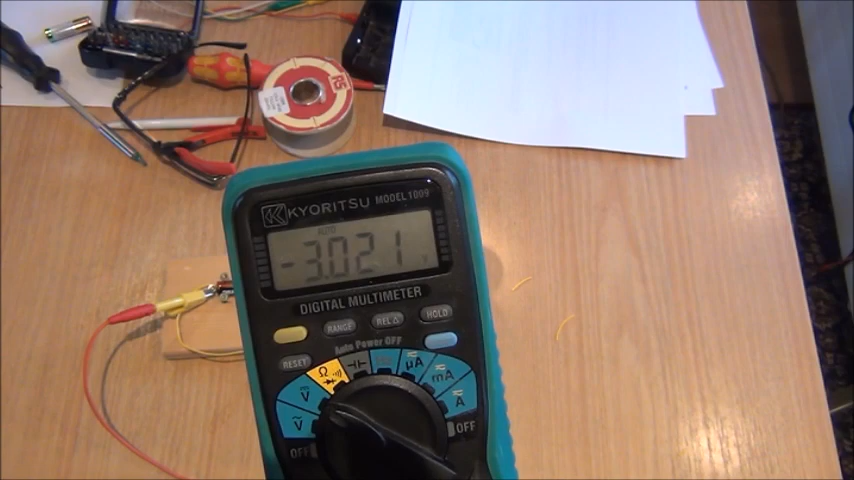 RS
KYORITSU MODEL 1009
AUTO
-3.021 V
DIGITAL MULTIMETER
RANGE REL△ HOLD
Auto Power OFF
RESET
Ω μA
V mA
V A
OFF OFF